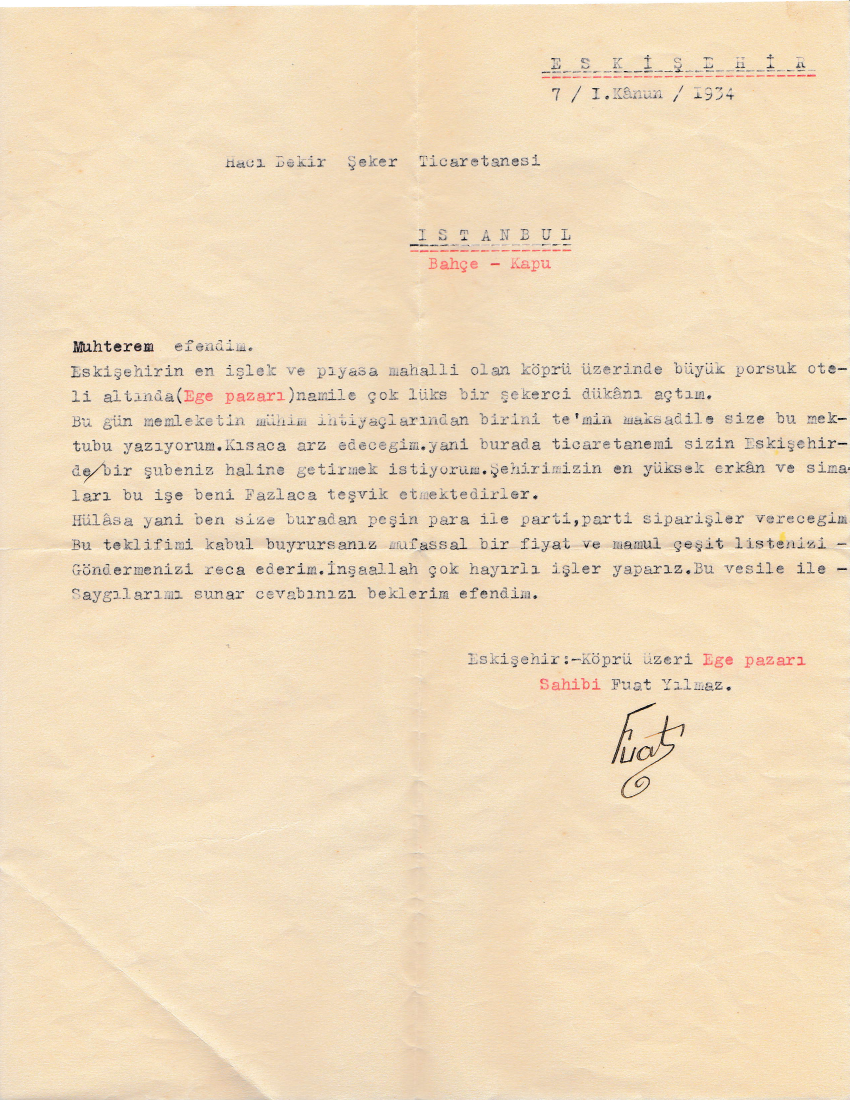 E S K İ Ş E H İ R
7 / I.Kânun / 1934
Hacı Bekir Şeker Ticaretanesi
I S T A N B U L
Bahçe - Kapu
Muhterem efendim.
Eskişehirin en işlek ve pıyasa mahalli olan köprü üzerinde büyük porsuk ote-
li altında(Ege pazarı)namile çok lüks bir şekerci dükânı açtım.
Bu gün memleketin mühim ihtiyaçlarından birini te'min maksadile size bu mek-
tubu yazıyorum.Kısaca arz edecegim.yani burada ticaretanemi sizin Eskişehir-
de/bir şubeniz haline getirmek istiyorum.Şehirimizin en yüksek erkân ve sima-
ları bu işe beni Fazlaca teşvik etmektedirler.
Hülâsa yani ben size buradan peşin para ile parti,parti siparişler verecegim
Bu teklifimi kabul buyrursanız mufassal bir fiyat ve mamul çeşit listenizi -
Göndermenizi reca ederim.İnşaallah çok hayırlı işler yaparız.Bu vesile ile -
Saygılarımı sunar cevabınızı beklerim efendim.
Eskişehir:-Köprü üzeri Ege pazarı
Sahibi Fuat Yılmaz.
Fuat